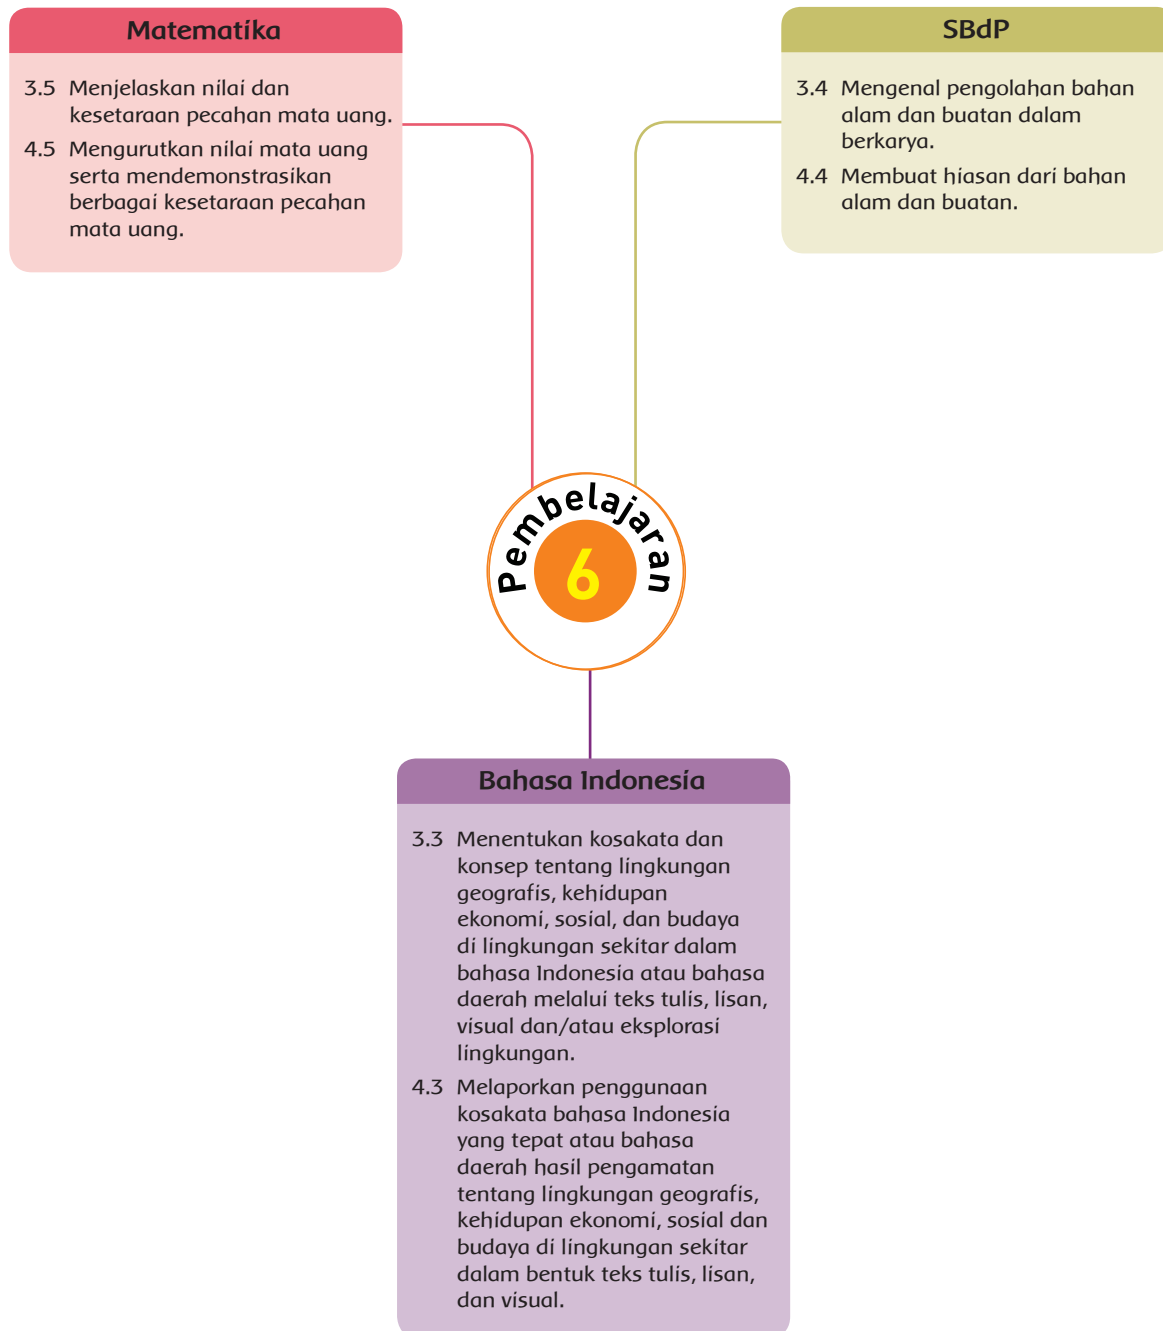 Matematika
3.5 Menjelaskan nilai dan
kesetaraan pecahan mata uang.
4.5 Mengurutkan nilai mata uang
serta mendemonstrasikan
berbagai kesetaraan pecahan
mata uang.
SBdP
3.4 Mengenal pengolahan bahan
alam dan buatan dalam
berkarya.
4.4 Membuat hiasan dari bahan
alam dan buatan.
Pembelajaran
6
Bahasa Indonesia
3.3 Menentukan kosakata dan
konsep tentang lingkungan
geografis, kehidupan
ekonomi, sosial, dan budaya
di lingkungan sekitar dalam
bahasa Indonesia atau bahasa
daerah melalui teks tulis, lisan,
visual dan/atau eksplorasi
lingkungan.
4.3 Melaporkan penggunaan
kosakata bahasa Indonesia
yang tepat atau bahasa
daerah hasil pengamatan
tentang lingkungan geografis,
kehidupan ekonomi, sosial dan
budaya di lingkungan sekitar
dalam bentuk teks tulis, lisan,
dan visual.